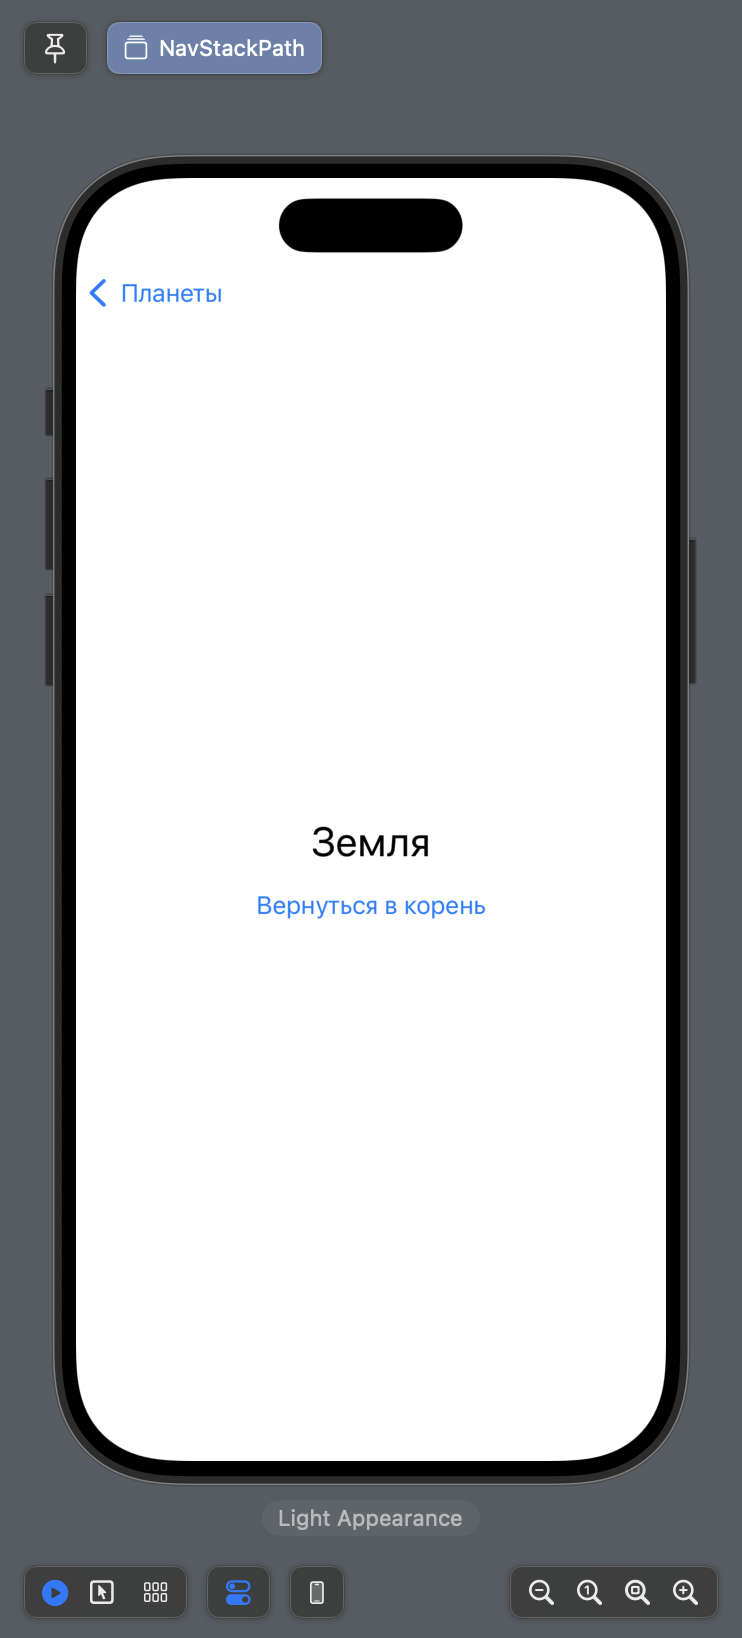 NavStackPath
Планеты
Земля
Вернуться в корень
Light Appearance